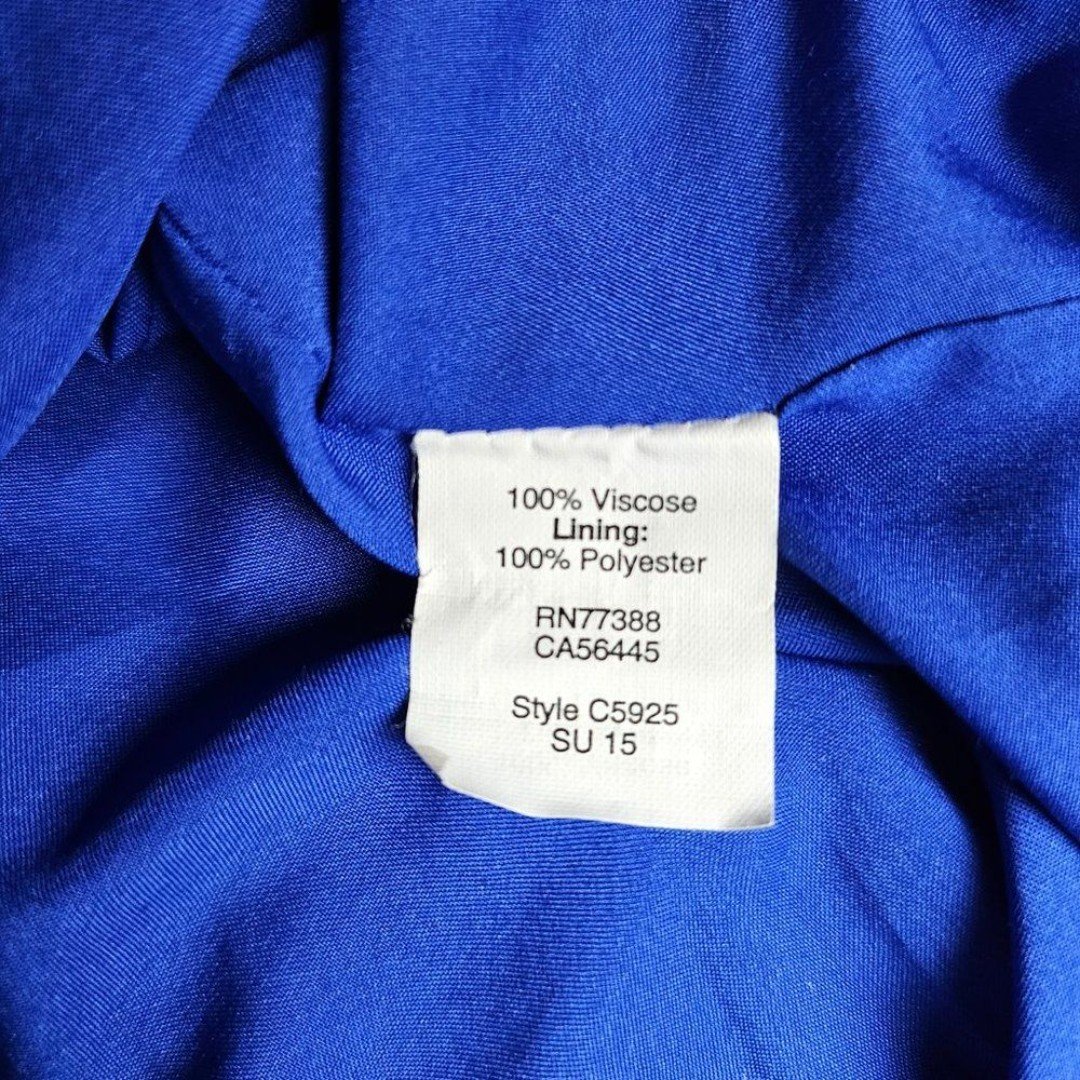 100% Viscose
Lining:
100% Polyester
RN77388
CA56445
Style C5925
SU 15